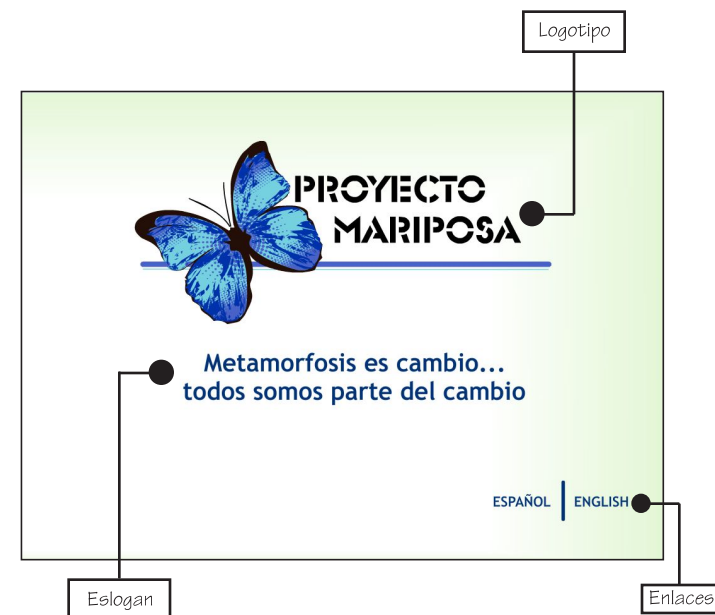 Logotipo
PROYECTO
MARIPOSA
Metamorfosis es cambio...
todos somos parte del cambio
ESPAÑOL ENGLISH
Eslogan
Enlaces